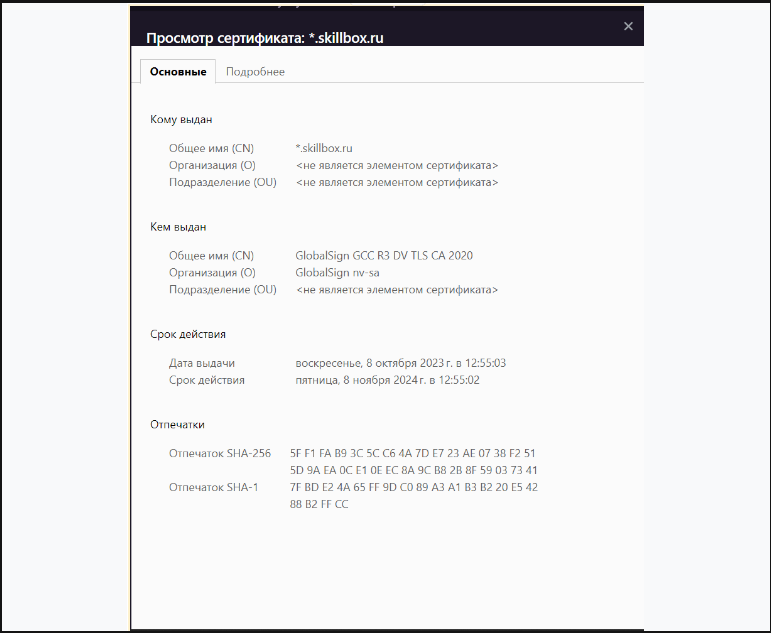 Просмотр сертификата: *.skillbox.ru
Основные Подробнее
Кому выдан
Общее имя (CN) *.skillbox.ru
Организация (O) <не является элементом сертификата>
Подразделение (OU) <не является элементом сертификата>
Кем выдан
Общее имя (CN) GlobalSign GCC R3 DV TLS CA 2020
Организация (O) GlobalSign nv-sa
Подразделение (OU) <не является элементом сертификата>
Срок действия
Дата выдачи воскресенье, 8 октября 2023 г. в 12:55:03
Срок действия пятница, 8 ноября 2024 г. в 12:55:02
Отпечатки
Отпечаток SHA-256 5F F1 FA B9 3C 5C C6 4A 7D E7 23 AE 07 38 F2 51
5D 9A EA 0C E1 0E EC 8A 9C B8 2B 8F 59 03 73 41
Отпечаток SHA-1 7F BD E2 4A 65 FF 9D C0 89 A3 A1 B3 B2 20 E5 42
88 B2 FF CC